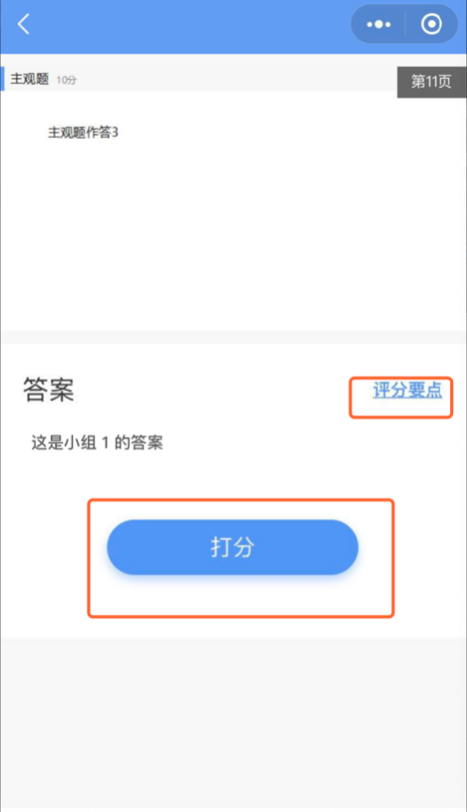 主观题 10分
第11页
主观题作答3
答案
评分要点
这是小组 1 的答案
打分